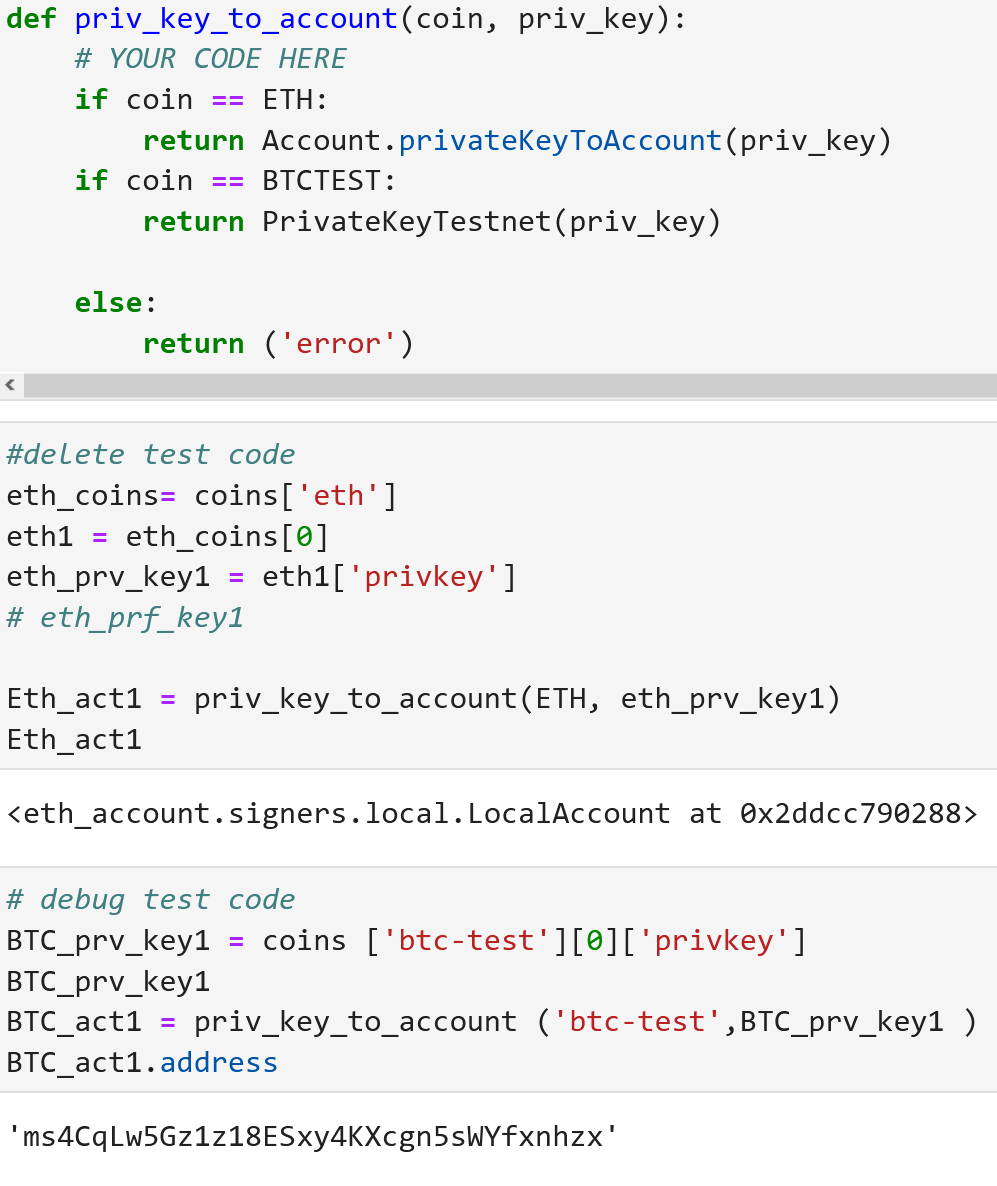 def priv_key_to_account(coin, priv_key):
    # YOUR CODE HERE
    if coin == ETH:
        return Account.privateKeyToAccount(priv_key)
    if coin == BTCTEST:
        return PrivateKeyTestnet(priv_key)

    else:
        return ('error')
#delete test code
eth_coins= coins['eth']
eth1 = eth_coins[0]
eth_prv_key1 = eth1['privkey']
# eth_prf_key1

Eth_act1 = priv_key_to_account(ETH, eth_prv_key1)
Eth_act1
<eth_account.signers.local.LocalAccount at 0x2ddcc790288>
# debug test code
BTC_prv_key1 = coins ['btc-test'][0]['privkey']
BTC_prv_key1
BTC_act1 = priv_key_to_account ('btc-test',BTC_prv_key1 )
BTC_act1.address
'ms4CqLw5Gz1z18ESxy4KXcgn5sWYfxnhzx'